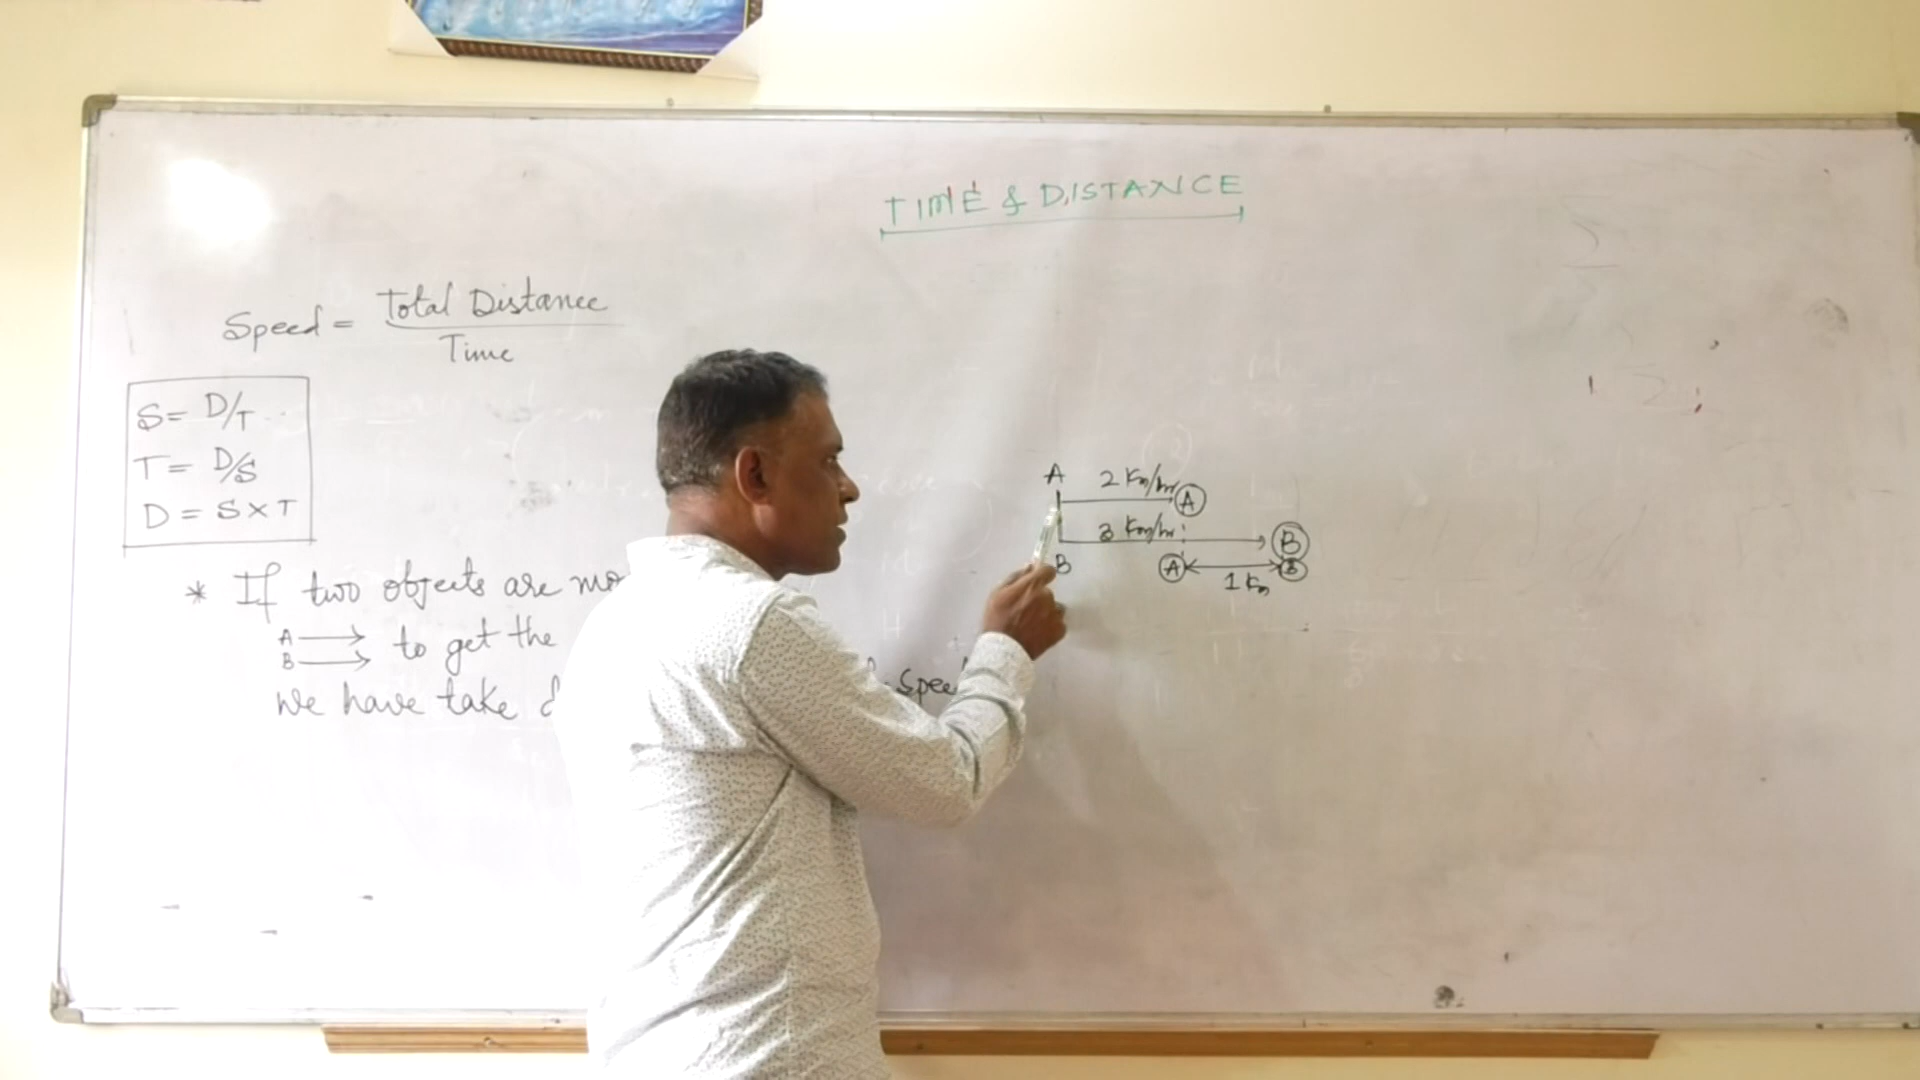 TIME & DISTANCE
Speed = Total Distance
Time
S = D/T
T = D/S
D = S × T
* If two objects are mo
A → to get the
B →
We have take d
Speed
A 2 Km/hr A
3 Km/hr B
B A 1 Km B